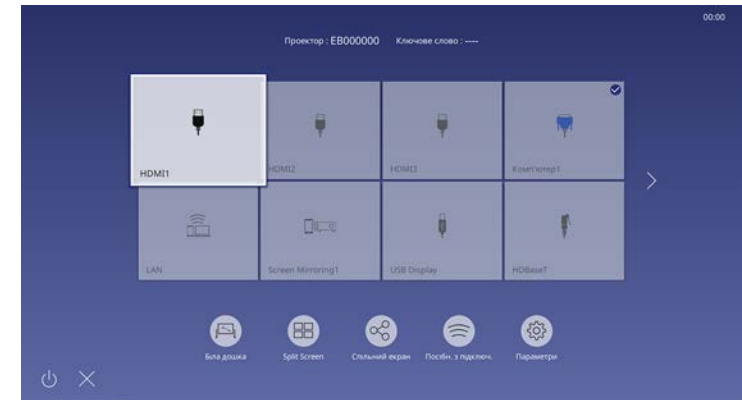 00:00
Проектор : EB000000 Ключове слово : ----
HDMI1
HDMI2
HDMI3
Комп'ютер1
LAN
Screen Mirroring1
USB Display
HDBaseT
Біла дошка
Split Screen
Спільний екран
Посібн. з підключ.
Параметри